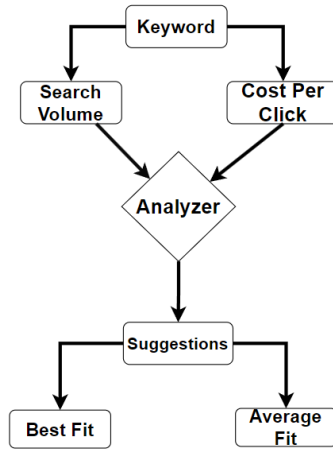 Keyword
Search
Volume
Cost Per
Click
Analyzer
Suggestions
Best Fit
Average
Fit